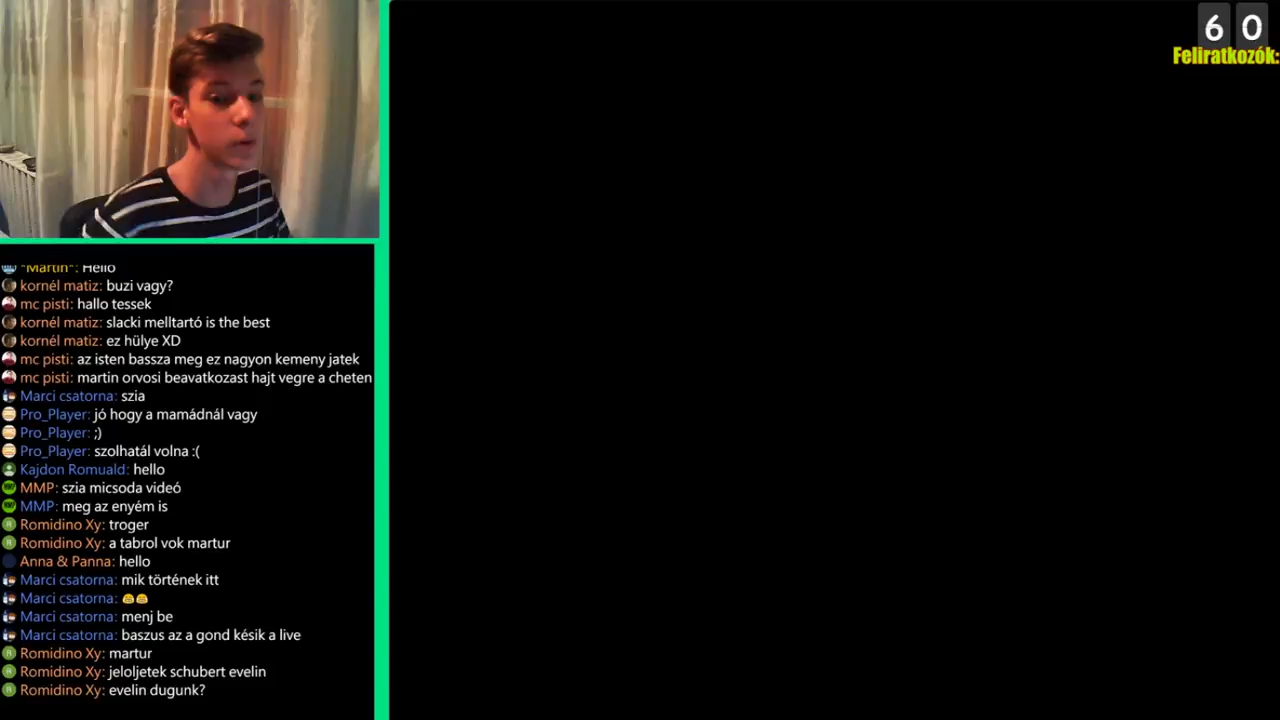 60
Feliratkozók:
*Martin*: Hello
kornél matiz: buzi vagy?
mc pisti: hallo tessek
kornél matiz: slacki melltartó is the best
kornél matiz: ez hülye XD
mc pisti: az isten bassza meg ez nagyon kemeny jatek
mc pisti: martin orvosi beavatkozast hajt vegre a cheten
Marci csatorna: szia
Pro_Player: jó hogy a mamádnál vagy
Pro_Player: ;)
Pro_Player: szolhatál volna :(
Kajdon Romuald: hello
MMP: szia micsoda videó
MMP: meg az enyém is
Romidino Xy: troger
Romidino Xy: a tabrol vok martur
Anna & Panna: hello
Marci csatorna: mik történek itt
Marci csatorna:
Marci csatorna: menj be
Marci csatorna: baszus az a gond késik a live
Romidino Xy: martur
Romidino Xy: jeloljetek schubert evelin
Romidino Xy: evelin dugunk?